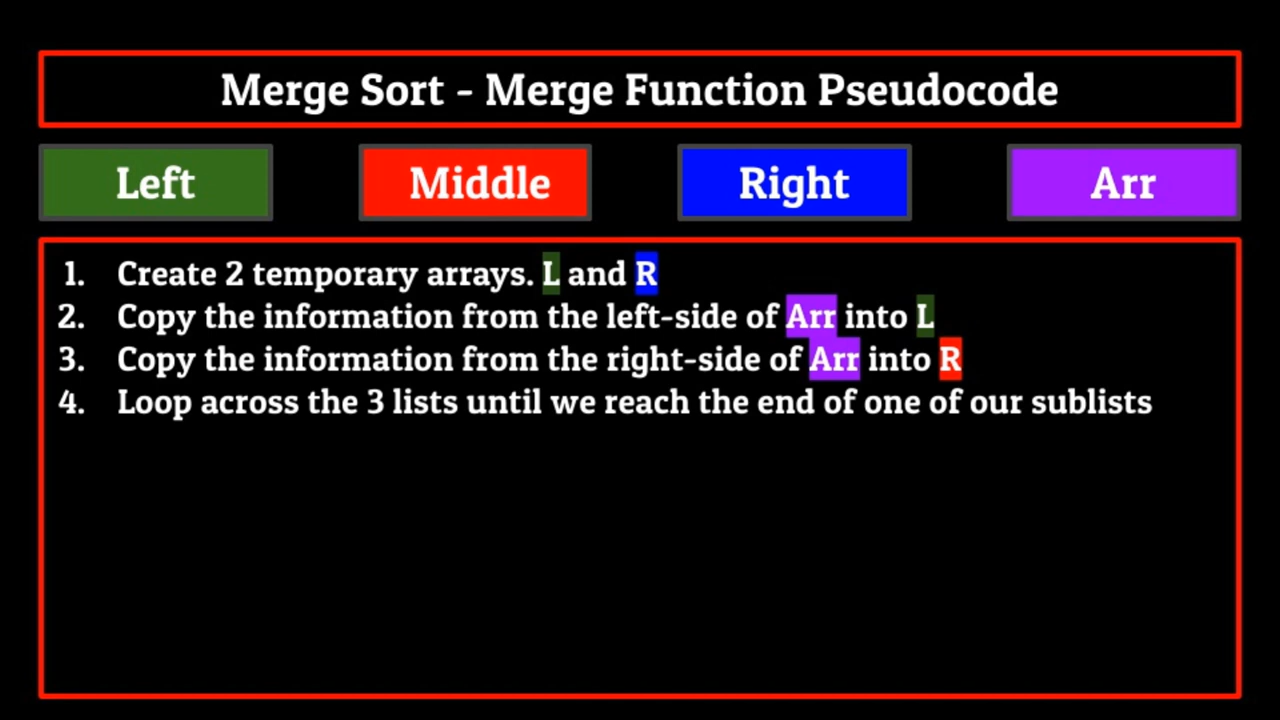 Merge Sort - Merge Function Pseudocode
Left
Middle
Right
Arr
1. Create 2 temporary arrays. L and R
2. Copy the information from the left-side of Arr into L
3. Copy the information from the right-side of Arr into R
4. Loop across the 3 lists until we reach the end of one of our sublists